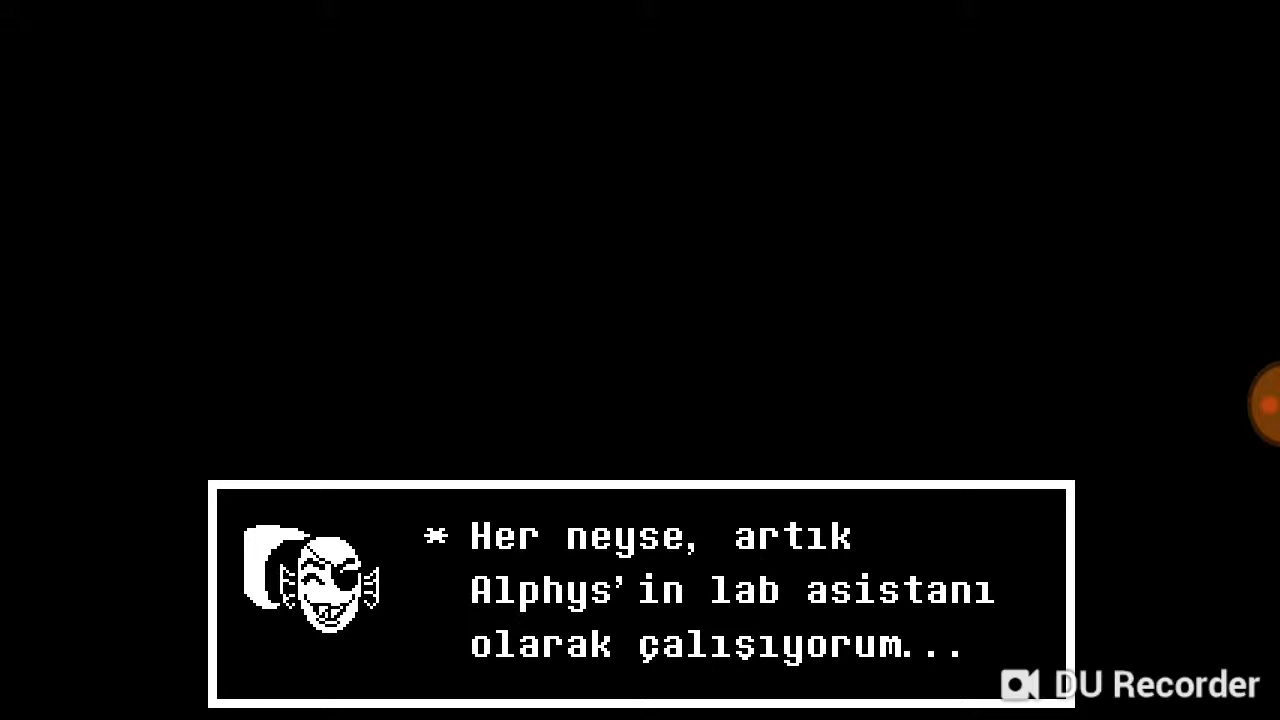 * Her neyse, artık
Alphys'in lab asistanı
olarak çalışıyorum...
DU Recorder